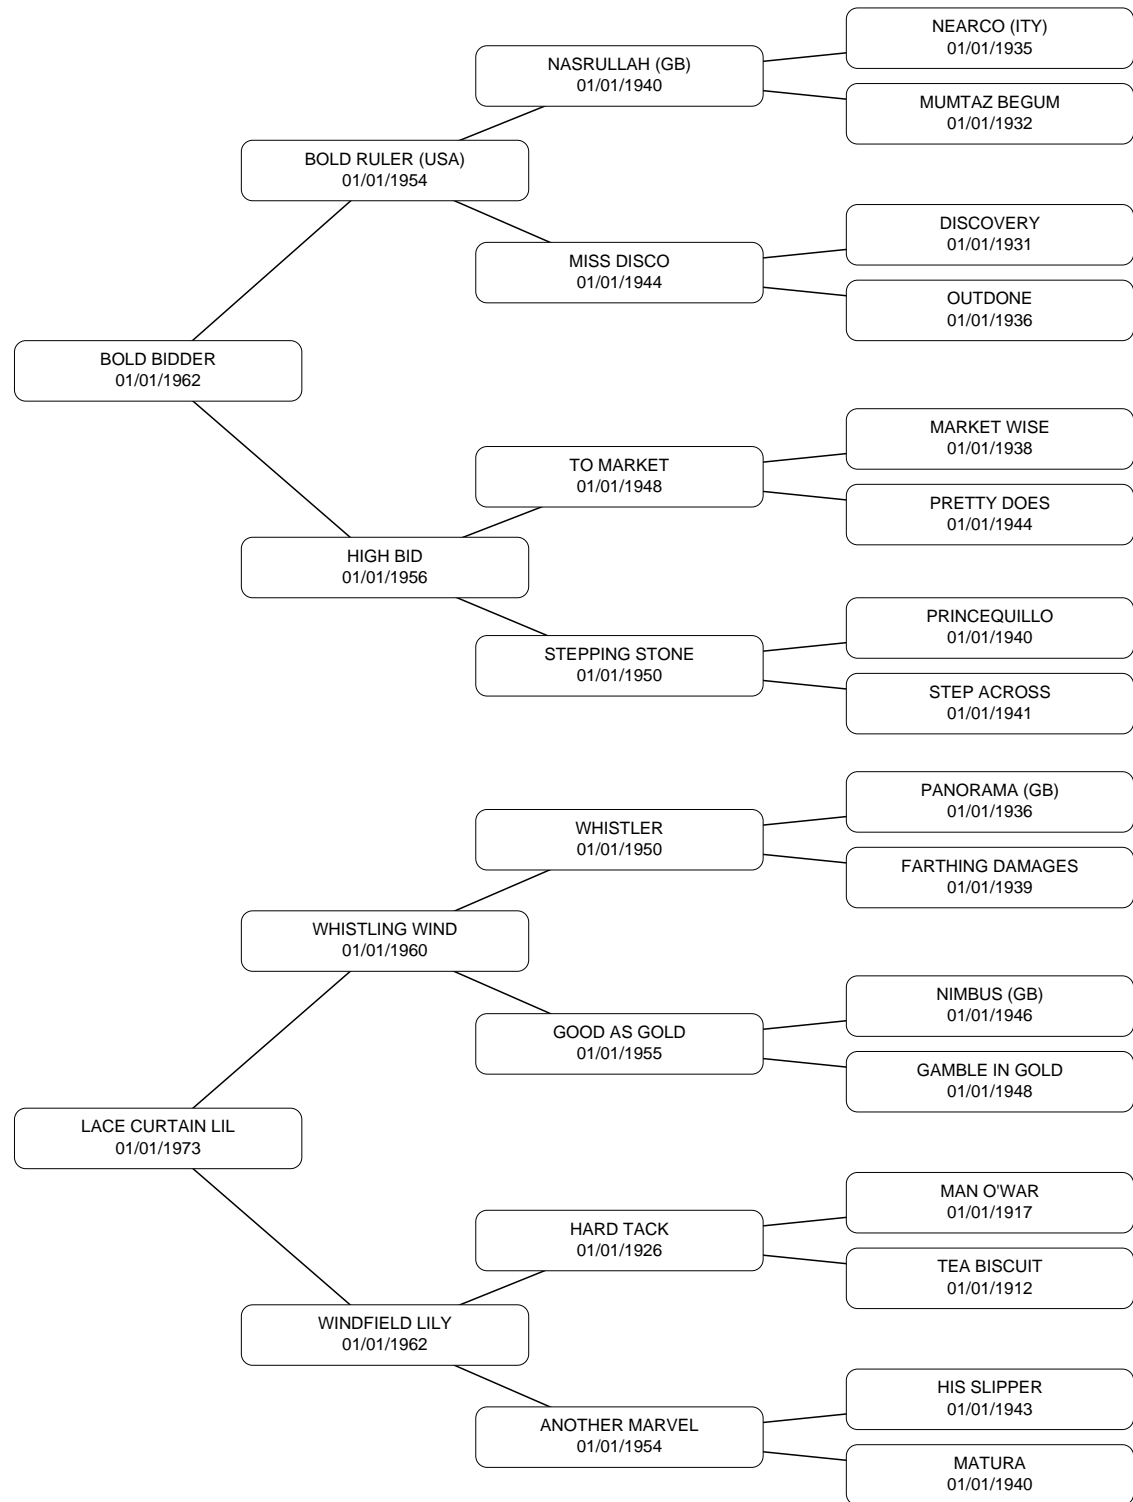 NEARCO (ITY)
01/01/1935
NASRULLAH (GB)
01/01/1940
MUMTAZ BEGUM
01/01/1932
BOLD RULER (USA)
01/01/1954
DISCOVERY
01/01/1931
MISS DISCO
01/01/1944
OUTDONE
01/01/1936
BOLD BIDDER
01/01/1962
MARKET WISE
01/01/1938
TO MARKET
01/01/1948
PRETTY DOES
01/01/1944
HIGH BID
01/01/1956
PRINCEQUILLO
01/01/1940
STEPPING STONE
01/01/1950
STEP ACROSS
01/01/1941
PANORAMA (GB)
01/01/1936
WHISTLER
01/01/1950
FARTHING DAMAGES
01/01/1939
WHISTLING WIND
01/01/1960
NIMBUS (GB)
01/01/1946
GOOD AS GOLD
01/01/1955
GAMBLE IN GOLD
01/01/1948
LACE CURTAIN LIL
01/01/1973
MAN O'WAR
01/01/1917
HARD TACK
01/01/1926
TEA BISCUIT
01/01/1912
WINDFIELD LILY
01/01/1962
HIS SLIPPER
01/01/1943
ANOTHER MARVEL
01/01/1954
MATURA
01/01/1940